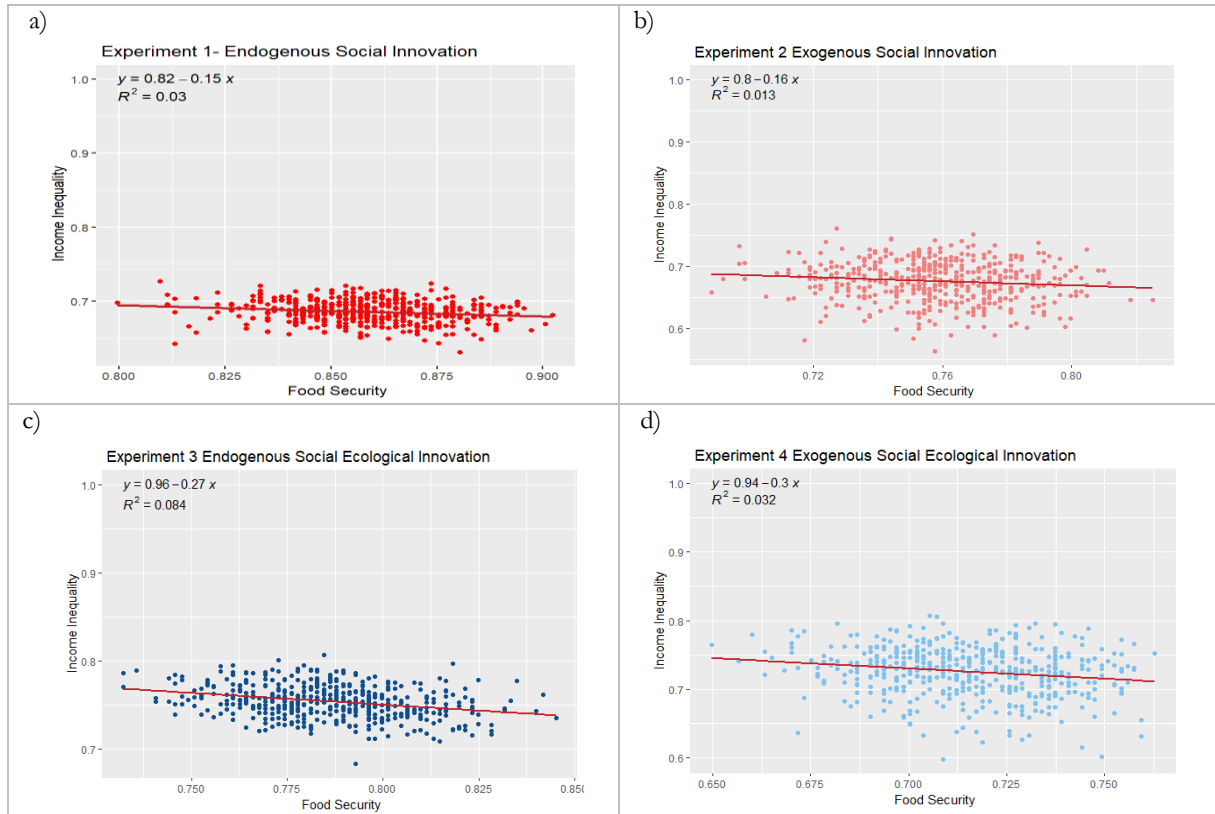 a)
Experiment 1- Endogenous Social Innovation
y = 0.82 – 0.15 x
R² = 0.03
1.0
0.9
0.8
0.7
Income Inequality
0.800 0.825 0.850 0.875 0.900
Food Security
b)
Experiment 2 Exogenous Social Innovation
y = 0.8–0.16 x
R² = 0.013
1.0
0.9
0.8
0.7
0.6
Income Inequality
0.72 0.76 0.80
Food Security
c)
Experiment 3 Endogenous Social Ecological Innovation
y = 0.96–0.27 x
R² = 0.084
1.0
0.9
0.8
0.7
Income Inequality
0.750 0.775 0.800 0.825 0.850
Food Security
d)
Experiment 4 Exogenous Social Ecological Innovation
y = 0.94–0.3 x
R² = 0.032
1.0
0.9
0.8
0.7
0.6
Income Inequality
0.650 0.675 0.700 0.725 0.750
Food Security